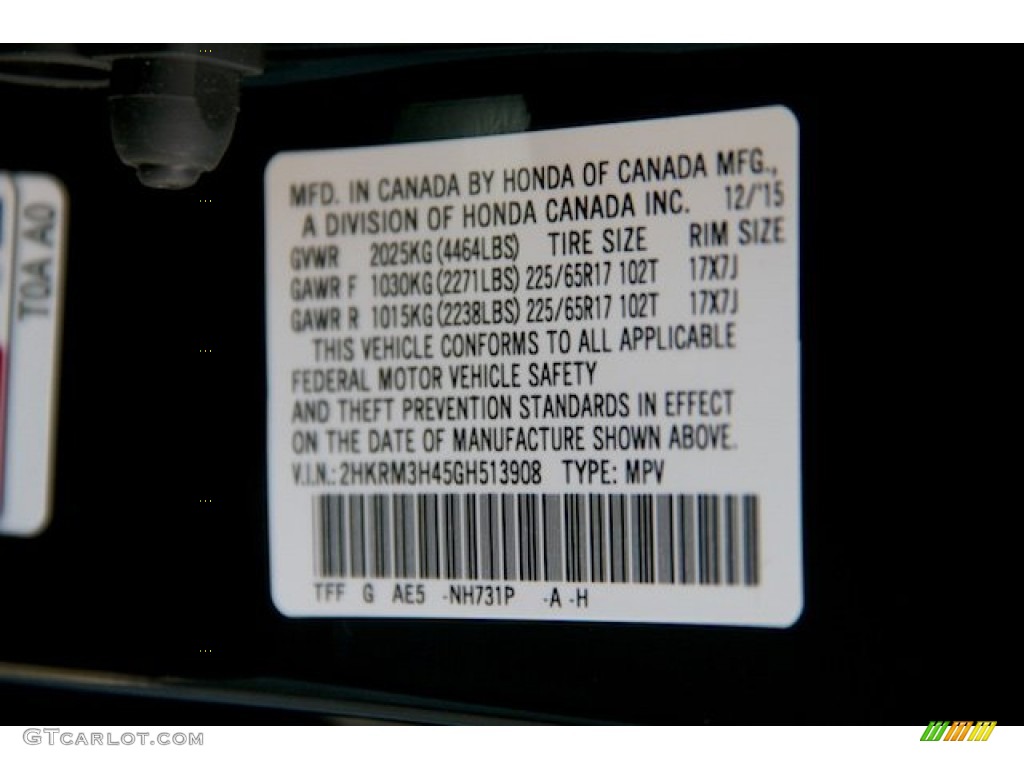 MFD. IN CANADA BY HONDA OF CANADA MFG.,
A DIVISION OF HONDA CANADA INC. 12/'15
GVWR 2025KG(4464LBS) TIRE SIZE RIM SIZE
GAWR F 1030KG(2271LBS) 225/65R17 102T 17X7J
GAWR R 1015KG(2238LBS) 225/65R17 102T 17X7J
THIS VEHICLE CONFORMS TO ALL APPLICABLE
FEDERAL MOTOR VEHICLE SAFETY
AND THEFT PREVENTION STANDARDS IN EFFECT
ON THE DATE OF MANUFACTURE SHOWN ABOVE.
V.I.N.: 2HKRM3H45GH513908 TYPE: MPV
TFF G AE5 -NH731P -A -H
T0A A0
GTCARLOT.COM